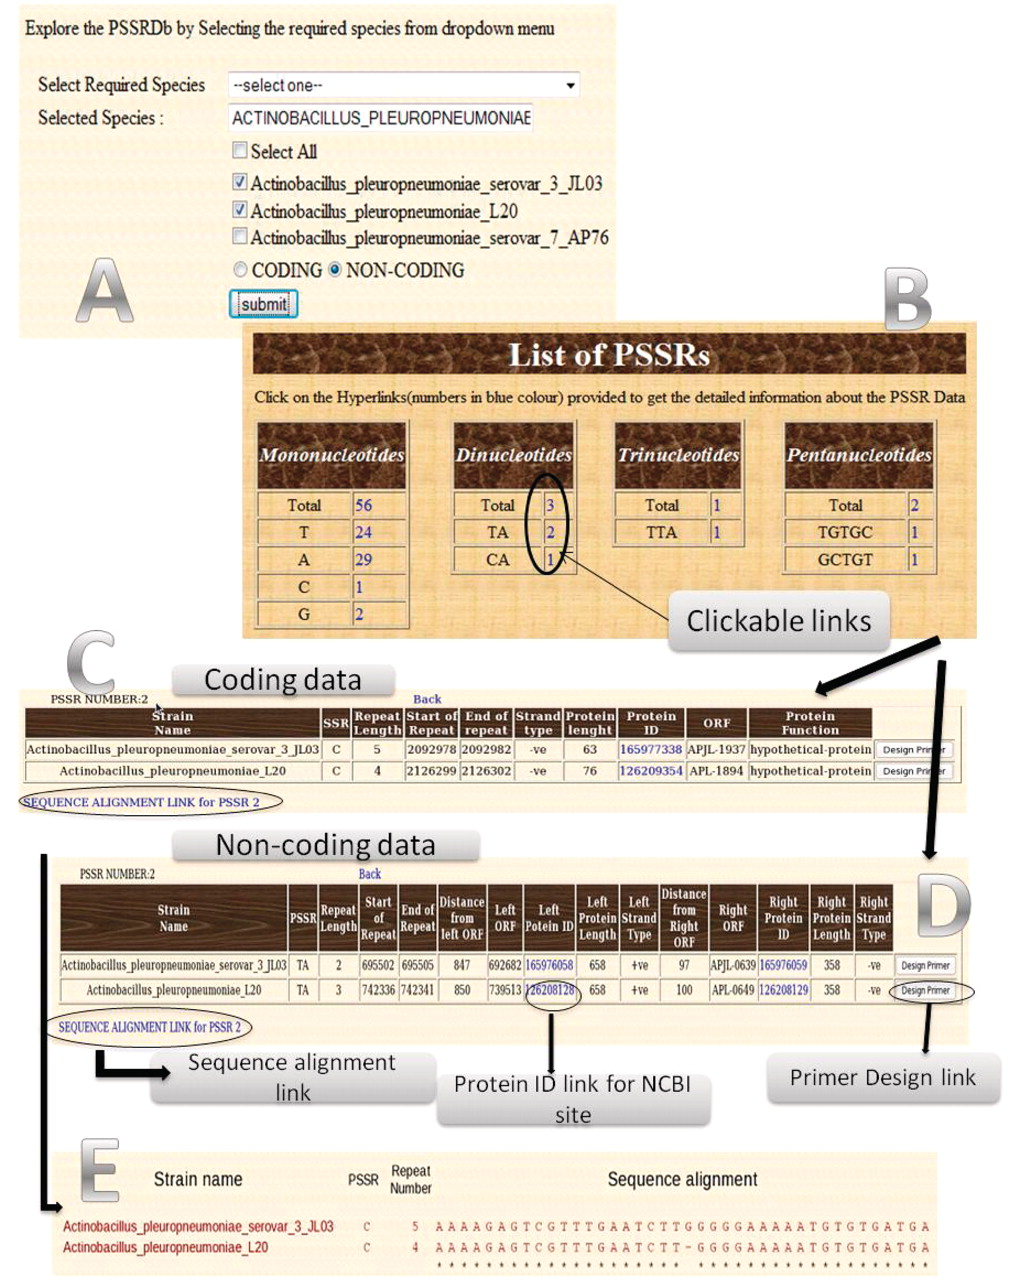 Explore the PSSRDb by Selecting the required species from dropdown menu
Select Required Species --select one--
Selected Species : ACTINOBACILLUS_PLEUROPNEUMONIAE
Select All
Actinobacillus_pleuropneumoniae_serovar_3_JL03
Actinobacillus_pleuropneumoniae_L20
Actinobacillus_pleuropneumoniae_serovar_7_AP76
CODING NON-CODING
submit
A
B
List of PSSRs
Click on the Hyperlinks(numbers in blue colour) provided to get the detailed information about the PSSR Data
Mononucleotides Dinucleotides Trinucleotides Pentanucleotides
Total 56 Total 3 Total 1 Total 2
T 24 TA 2 TTA 1 TGTGC 1
A 29 CA 1 GCTGT 1
C 1
G 2
Clickable links
C
Coding data
PSSR NUMBER:2 Back
Strain Name SSR Repeat Length Start of Repeat End of repeat Strand type Protein lenght Protein ID ORF Protein Function
Actinobacillus_pleuropneumoniae_serovar_3_JL03 C 5 2092978 2092982 -ve 63 165977338 APJL-1937 hypothetical-protein Design Primer
Actinobacillus_pleuropneumoniae_L20 C 4 2126299 2126302 -ve 76 126209354 APL-1894 hypothetical-protein Design Primer
SEQUENCE ALIGNMENT LINK for PSSR 2
Non-coding data
PSSR NUMBER:2 Back
D
Strain Name PSSR Repeat Length Start of Repeat End of Repeat Distance from left ORF Left ORF Left Potein ID Left Protein Length Left Strand Type Distance from Right ORF Right ORF Right Protein ID Right Protein Length Right Strand Type
Actinobacillus_pleuropneumoniae_serovar_3_JL03 TA 2 695502 695505 847 692682 165976058 658 +ve 97 APJL-0639 165976059 358 -ve Design Primer
Actinobacillus_pleuropneumoniae_L20 TA 3 742336 742341 850 739513 126208128 658 +ve 100 APL-0649 126208129 358 -ve Design Primer
SEQUENCE ALIGNMENT LINK for PSSR 2
Sequence alignment link
Protein ID link for NCBI site
Primer Design link
E
Strain name PSSR Repeat Number Sequence alignment
Actinobacillus_pleuropneumoniae_serovar_3_JL03 C 5 A A A A G A G T C G T T T G A A T C T T G G G G G A A A A A T G T G T G A T G A
Actinobacillus_pleuropneumoniae_L20 C 4 A A A A G A G T C G T T T G A A T C T T - G G G G A A A A A T G T G T G A T G A
* * * * * * * * * * * * * * * * * * * * * * * * * * * * * * * * * * * * * * *